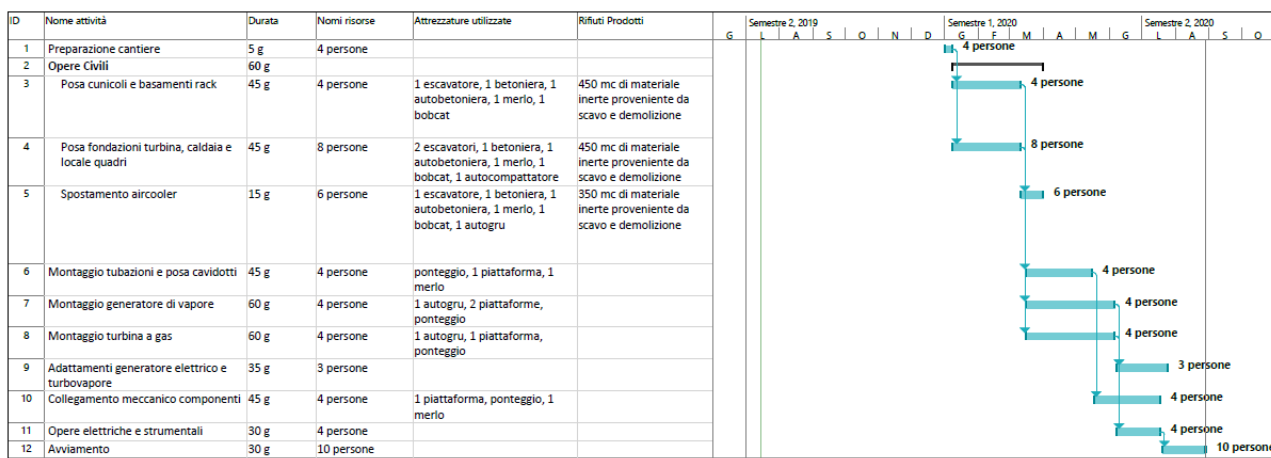 ID Nome attività Durata Nomi risorse Attrezzature utilizzate Rifiuti Prodotti Semestre 2, 2019 Semestre 1, 2020 Semestre 2, 2020
G L A S O N D G F M A M G L A S O
1 Preparazione cantiere 5 g 4 persone 4 persone
2 Opere Civili 60 g
3 Posa cunicoli e basamenti rack 45 g 4 persone 1 escavatore, 1 betoniera, 1 450 mc di materiale 4 persone
autobetoniera, 1 merlo, 1 inerte proveniente da
bobcat scavo e demolizione
4 Posa fondazioni turbina, caldaia e 45 g 8 persone 2 escavatori, 1 betoniera, 1 450 mc di materiale 8 persone
locale quadri autobetoniera, 1 merlo, 1 inerte proveniente da
bobcat, 1 autocompattatore scavo e demolizione
5 Spostamento aircooler 15 g 6 persone 1 escavatore, 1 betoniera, 1 350 mc di materiale 6 persone
autobetoniera, 1 merlo, 1 inerte proveniente da
bobcat, 1 autogru scavo e demolizione
6 Montaggio tubazioni e posa cavidotti 45 g 4 persone ponteggio, 1 piattaforma, 1 4 persone
merlo
7 Montaggio generatore di vapore 60 g 4 persone 1 autogru, 2 piattaforme, 4 persone
ponteggio
8 Montaggio turbina a gas 60 g 4 persone 1 autogru, 1 piattaforma, 4 persone
ponteggio
9 Adattamenti generatore elettrico e 35 g 3 persone 3 persone
turbovapore
10 Collegamento meccanico componenti 45 g 4 persone 1 piattaforma, ponteggio, 1 4 persone
merlo
11 Opere elettriche e strumentali 30 g 4 persone 4 persone
12 Avviamento 30 g 10 persone 10 persone